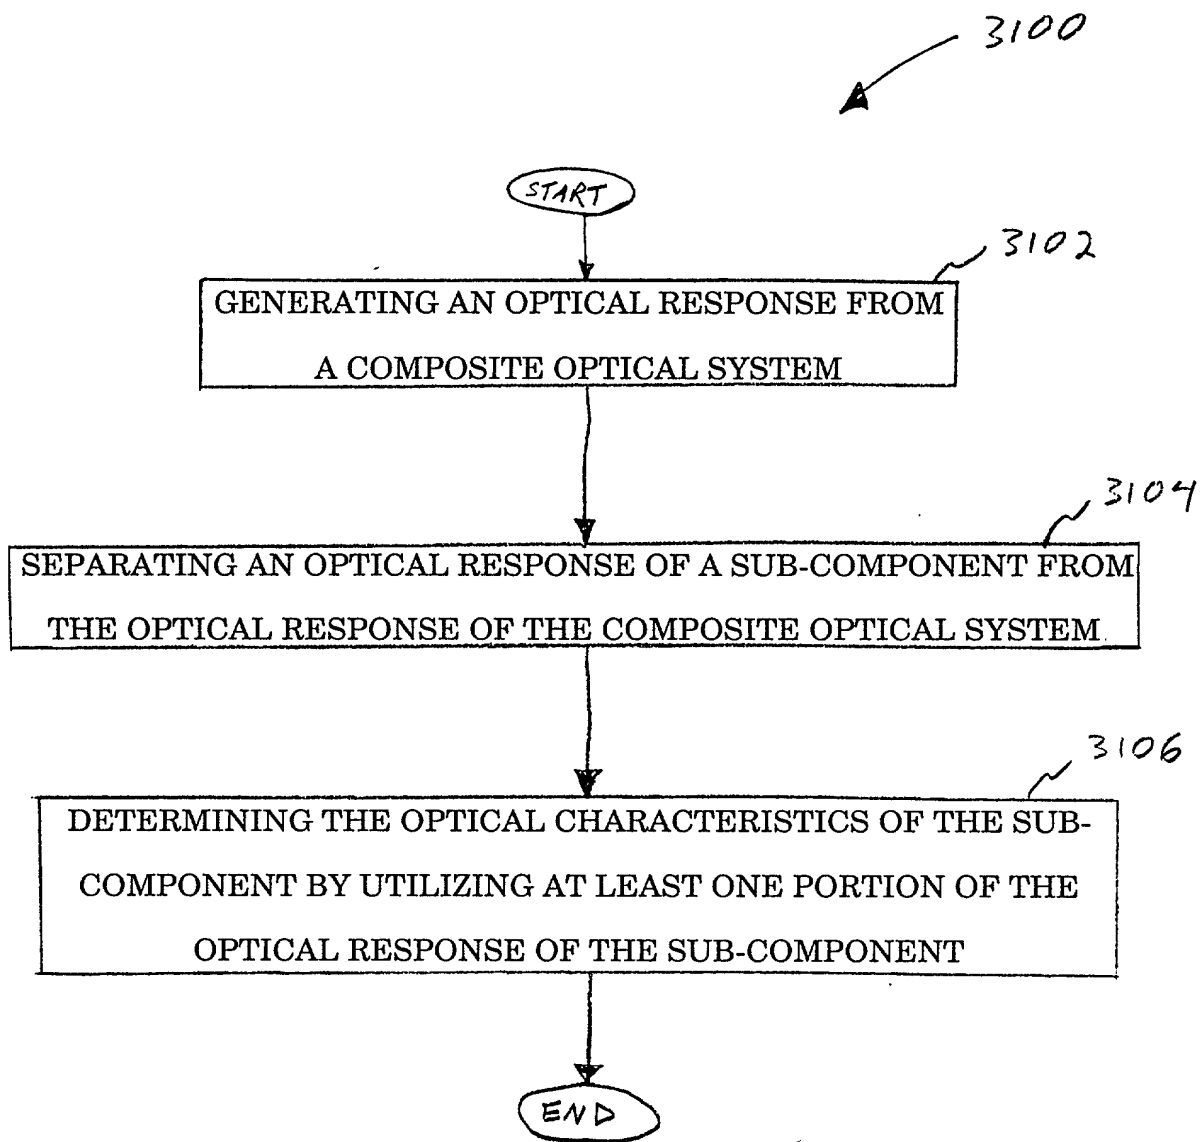 3100
START
3102
GENERATING AN OPTICAL RESPONSE FROM
A COMPOSITE OPTICAL SYSTEM
3104
SEPARATING AN OPTICAL RESPONSE OF A SUB-COMPONENT FROM
THE OPTICAL RESPONSE OF THE COMPOSITE OPTICAL SYSTEM
3106
DETERMINING THE OPTICAL CHARACTERISTICS OF THE SUB-
COMPONENT BY UTILIZING AT LEAST ONE PORTION OF THE
OPTICAL RESPONSE OF THE SUB-COMPONENT
END